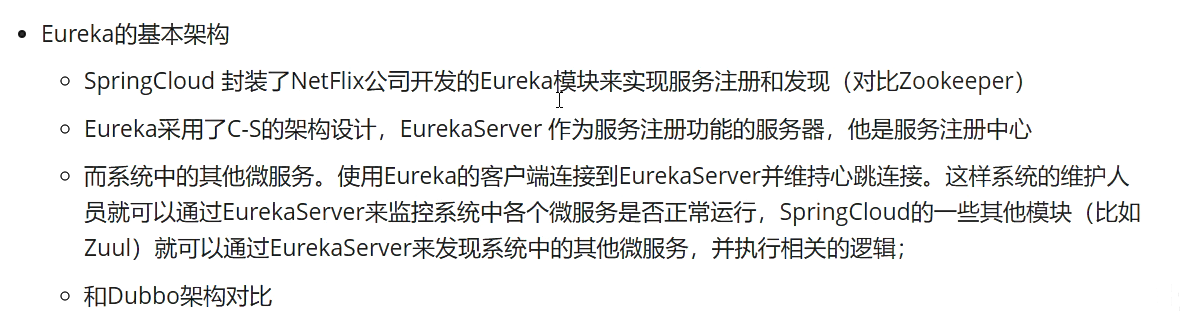 Eureka的基本架构
SpringCloud 封装了NetFlix公司开发的Eureka模块来实现服务注册和发现（对比Zookeeper）
Eureka采用了C-S的架构设计，EurekaServer 作为服务注册功能的服务器，他是服务注册中心
而系统中的其他微服务。使用Eureka的客户端连接到EurekaServer并维持心跳连接。这样系统的维护人
员就可以通过EurekaServer来监控系统中各个微服务是否正常运行，SpringCloud的一些其他模块（比如
Zuul）就可以通过EurekaServer来发现系统中的其他微服务，并执行相关的逻辑；
和Dubbo架构对比